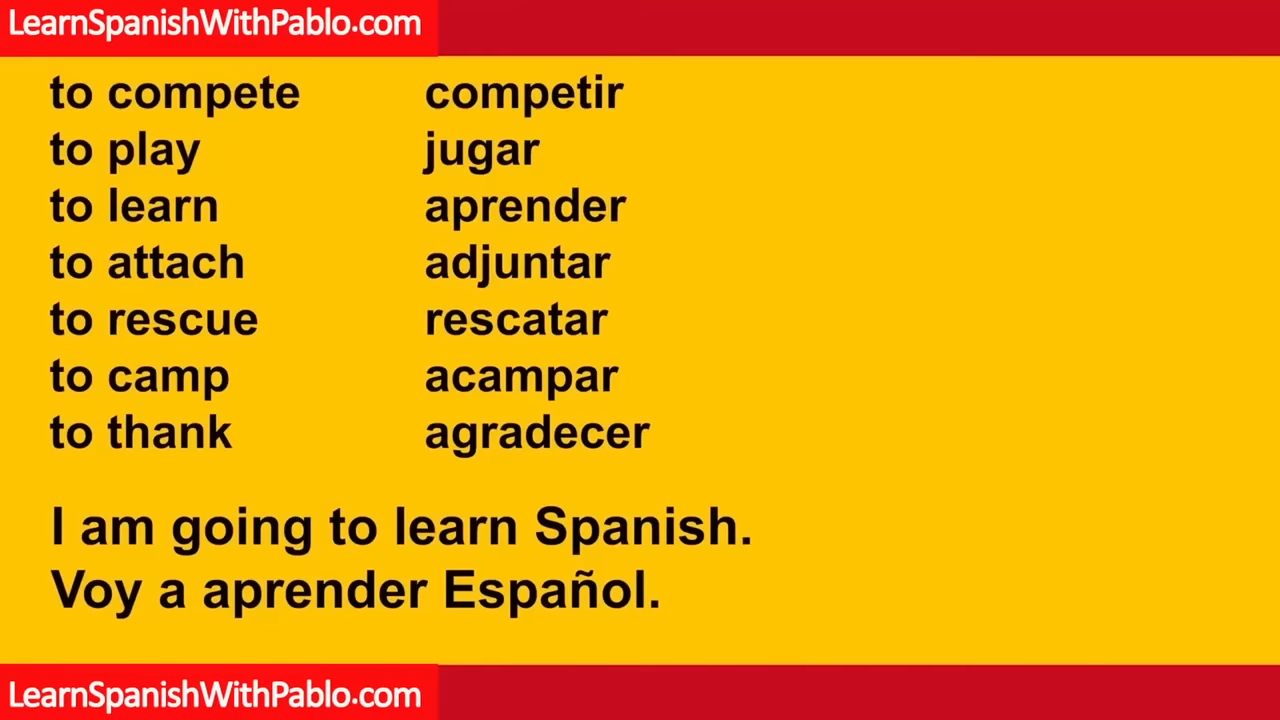 LearnSpanishWithPablo.com
to compete competir
to play jugar
to learn aprender
to attach adjuntar
to rescue rescatar
to camp acampar
to thank agradecer
I am going to learn Spanish.
Voy a aprender Español.
LearnSpanishWithPablo.com